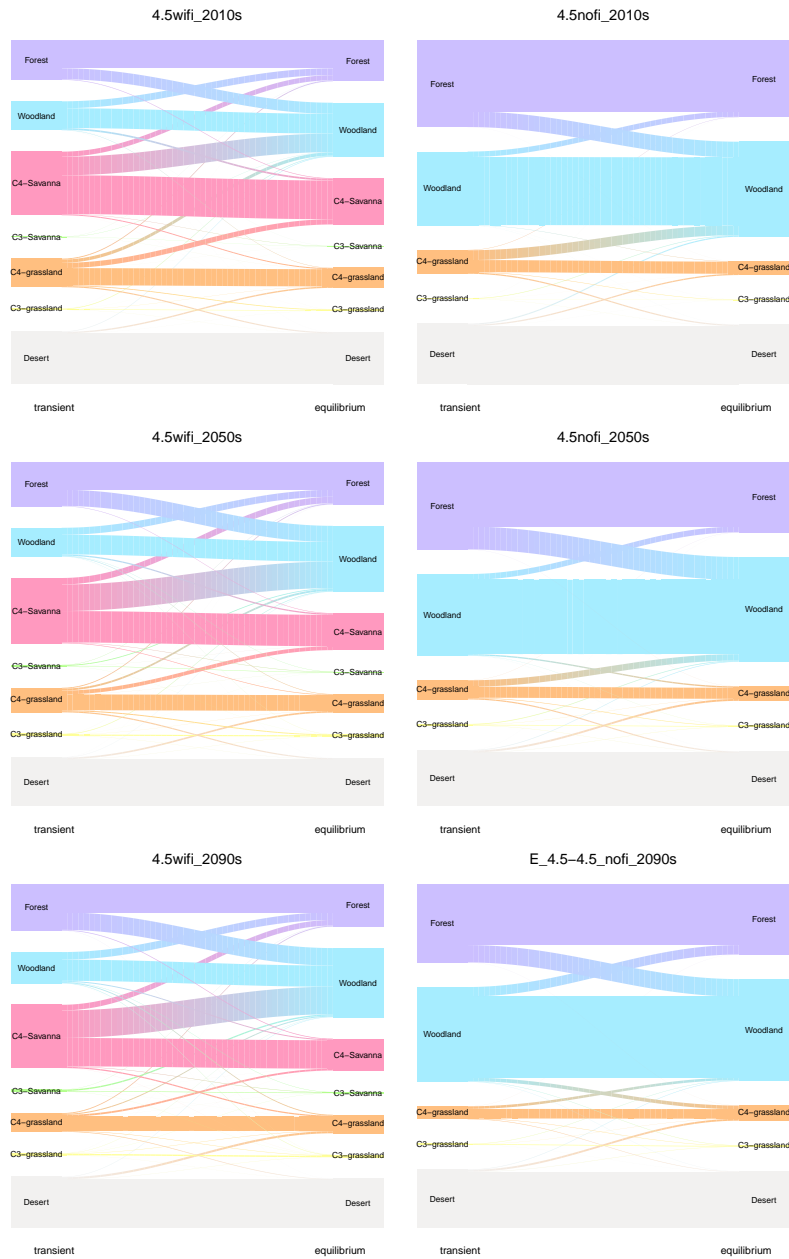 4.5wifi_2010s
Forest
Forest
Woodland
Woodland
C4−Savanna
C4−Savanna
C3−Savanna
C3−Savanna
C4−grassland
C4−grassland
C3−grassland
C3−grassland
Desert
Desert
transient
equilibrium
4.5nofi_2010s
Forest
Forest
Woodland
Woodland
C4−grassland
C4−grassland
C3−grassland
C3−grassland
Desert
Desert
transient
equilibrium
4.5wifi_2050s
Forest
Forest
Woodland
Woodland
C4−Savanna
C4−Savanna
C3−Savanna
C3−Savanna
C4−grassland
C4−grassland
C3−grassland
C3−grassland
Desert
Desert
transient
equilibrium
4.5nofi_2050s
Forest
Forest
Woodland
Woodland
C4−grassland
C4−grassland
C3−grassland
C3−grassland
Desert
Desert
transient
equilibrium
4.5wifi_2090s
Forest
Forest
Woodland
Woodland
C4−Savanna
C4−Savanna
C3−Savanna
C3−Savanna
C4−grassland
C4−grassland
C3−grassland
C3−grassland
Desert
Desert
transient
equilibrium
E_4.5−4.5_nofi_2090s
Forest
Forest
Woodland
Woodland
C4−grassland
C4−grassland
C3−grassland
C3−grassland
Desert
Desert
transient
equilibrium